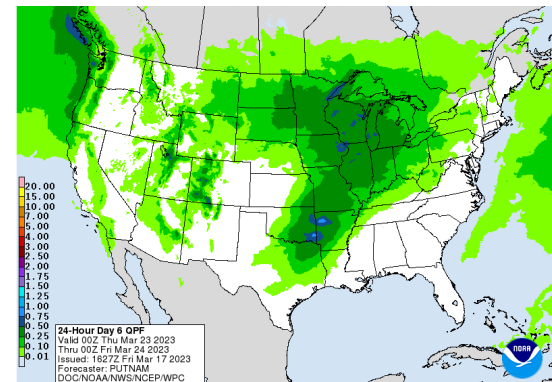 20.00
15.00
10.00
7.00
5.00
4.00
3.00
2.50
2.00
1.75
1.50
1.25
1.00
0.75
0.50
0.25
0.10
0.01
24-Hour Day 6 QPF
Valid 00Z Thu Mar 23 2023
Thru 00Z Fri Mar 24 2023
Issued: 1627Z Fri Mar 17 2023
Forecaster: PUTNAM
DOC/NOAA/NWS/NCEP/WPC
NOAA